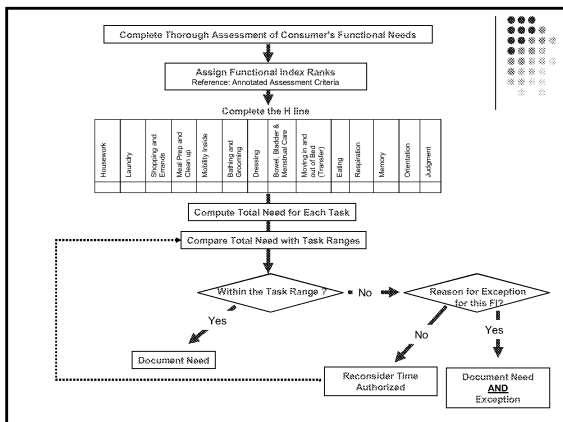 Complete Thorough Assessment of Consumer's Functional Needs
Assign Functional Index Ranks
Reference: Annotated Assessment Criteria
Complete the H line
Housework
Laundry
Shopping and
Errands
Meal Prep and
Clean up
Mobility Inside
Bathing and
Grooming
Dressing
Bowel, Bladder &
Menstrual Care
Moving in and
out of Bed
(Transfer)
Eating
Respiration
Memory
Orientation
Judgment
Compute Total Need for Each Task
Compare Total Need with Task Ranges
Within the Task Range ?
No
Reason for Exception
for this FI?
Yes
No
Yes
Document Need
Reconsider Time
Authorized
Document Need
AND
Exception